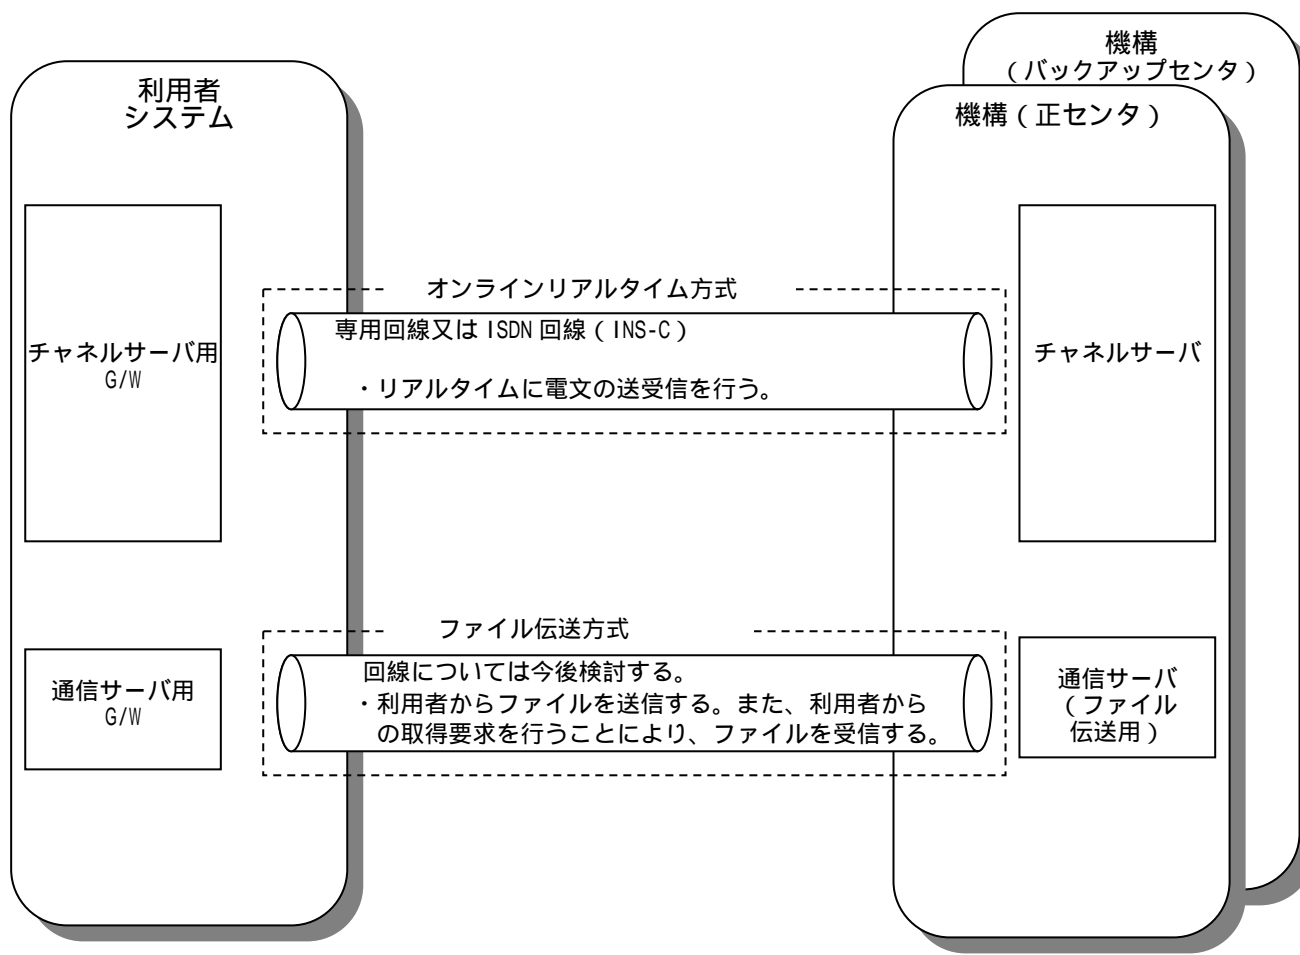 機構
（バックアップセンタ）
利用者
システム
機構（正センタ）
オンラインリアルタイム方式
専用回線又は ISDN 回線（INS-C）
・リアルタイムに電文の送受信を行う。
チャネルサーバ用
G/W
チャネルサーバ
ファイル伝送方式
回線については今後検討する。
・利用者からファイルを送信する。また、利用者から
の取得要求を行うことにより、ファイルを受信する。
通信サーバ用
G/W
通信サーバ
（ファイル
伝送用）